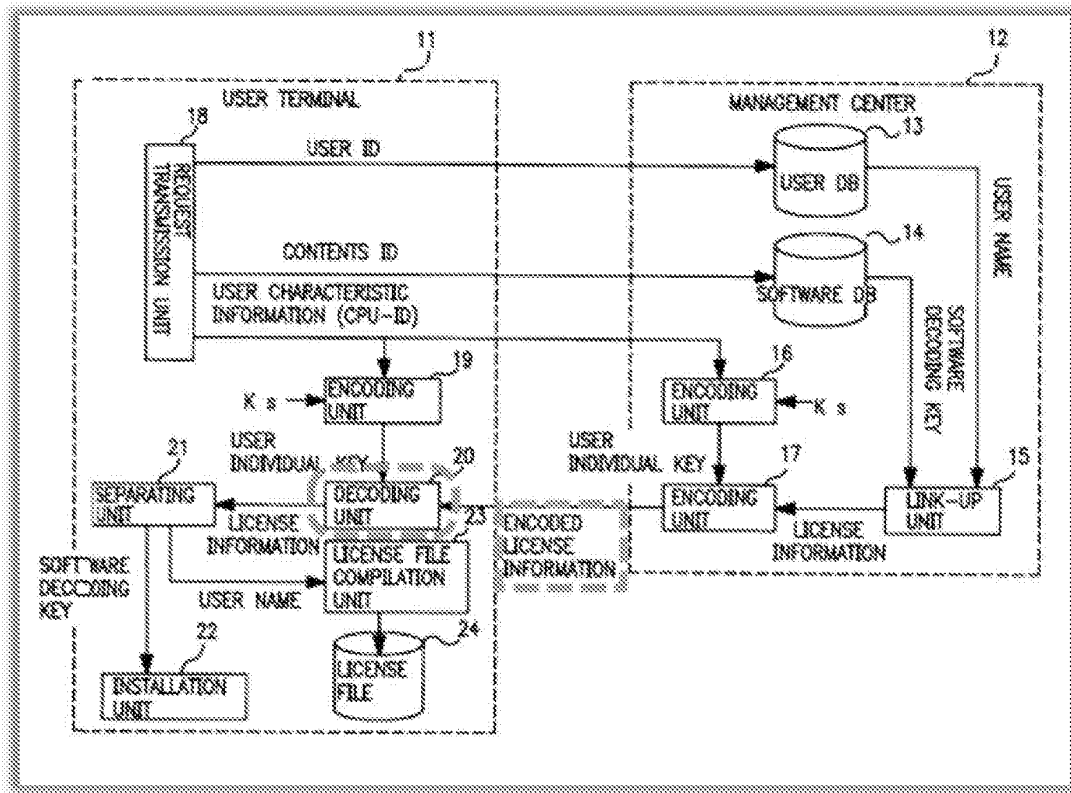 11
12
USER TERMINAL
MANAGEMENT CENTER
18
REQUEST
TRANSMISSION UNIT
USER ID
13
USER DB
USER NAME
CONTENTS ID
14
SOFTWARE DB
USER CHARACTERISTIC
INFORMATION (CPU-ID)
SOFTWARE
DECODING KEY
19
ENCODING
UNIT
K s
16
ENCODING
UNIT
K s
USER
INDIVIDUAL KEY
20
DECODING
UNIT
21
SEPARATING
UNIT
LICENSE
INFORMATION
ENCODED
LICENSE
INFORMATION
USER
INDIVIDUAL KEY
17
ENCODING
UNIT
15
LINK-UP
UNIT
LICENSE
INFORMATION
23
LICENSE FILE
COMPILATION
UNIT
SOFTWARE
DECODING
KEY
USER NAME
22
INSTALLATION
UNIT
24
LICENSE
FILE